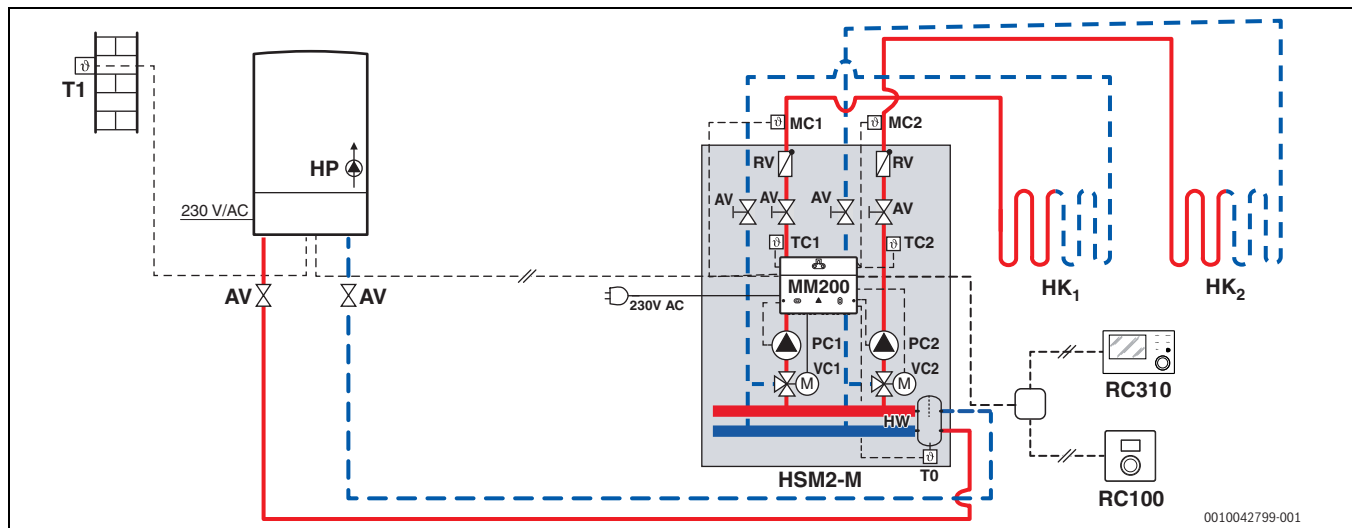 T1
HP
230 V/AC
AV
AV
MC1
MC2
RV
RV
AV
AV
AV
TC1
TC2
MM200
230V AC
PC1
PC2
VC1
VC2
M
M
HW
T0
HSM2-M
HK1
HK2
RC310
RC100
0010042799-001
ϑ
ϑ
ϑ
ϑ
ϑ
ϑ